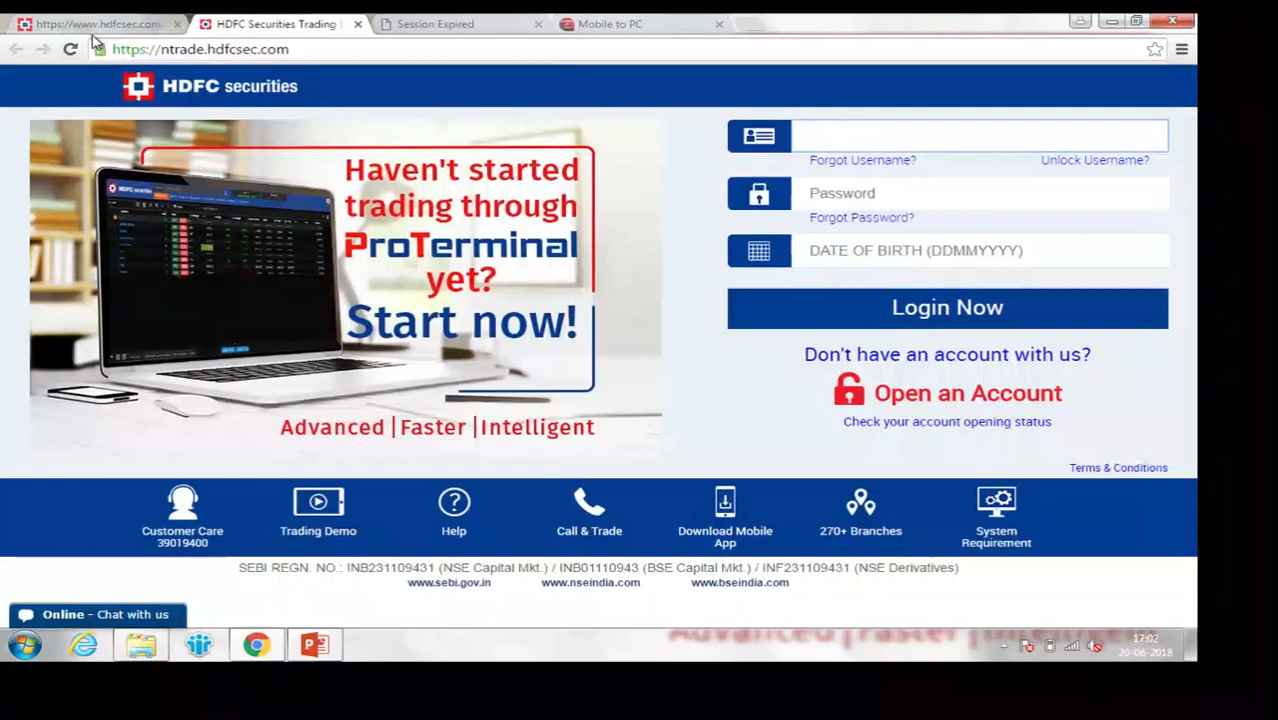 https://www.hdfcsec.com
HDFC Securities Trading
Session Expired
Mobile to PC
https://ntrade.hdfcsec.com
HDFC securities
Haven't started
trading through
ProTerminal
yet?
Start now!
Advanced |Faster |Intelligent
Forgot Username?
Unlock Username?
Password
Forgot Password?
DATE OF BIRTH (DDMMYYYY)
Login Now
Don't have an account with us?
Open an Account
Check your account opening status
Terms & Conditions
Customer Care
39019400
Trading Demo
Help
Call & Trade
Download Mobile
App
270+ Branches
System
Requirement
SEBI REGN. NO.: INB231109431 (NSE Capital Mkt.) / INB01110943 (BSE Capital Mkt.) / INF231109431 (NSE Derivatives)
www.sebi.gov.in
www.nseindia.com
www.bseindia.com
Online - Chat with us
17:02
20-06-2018